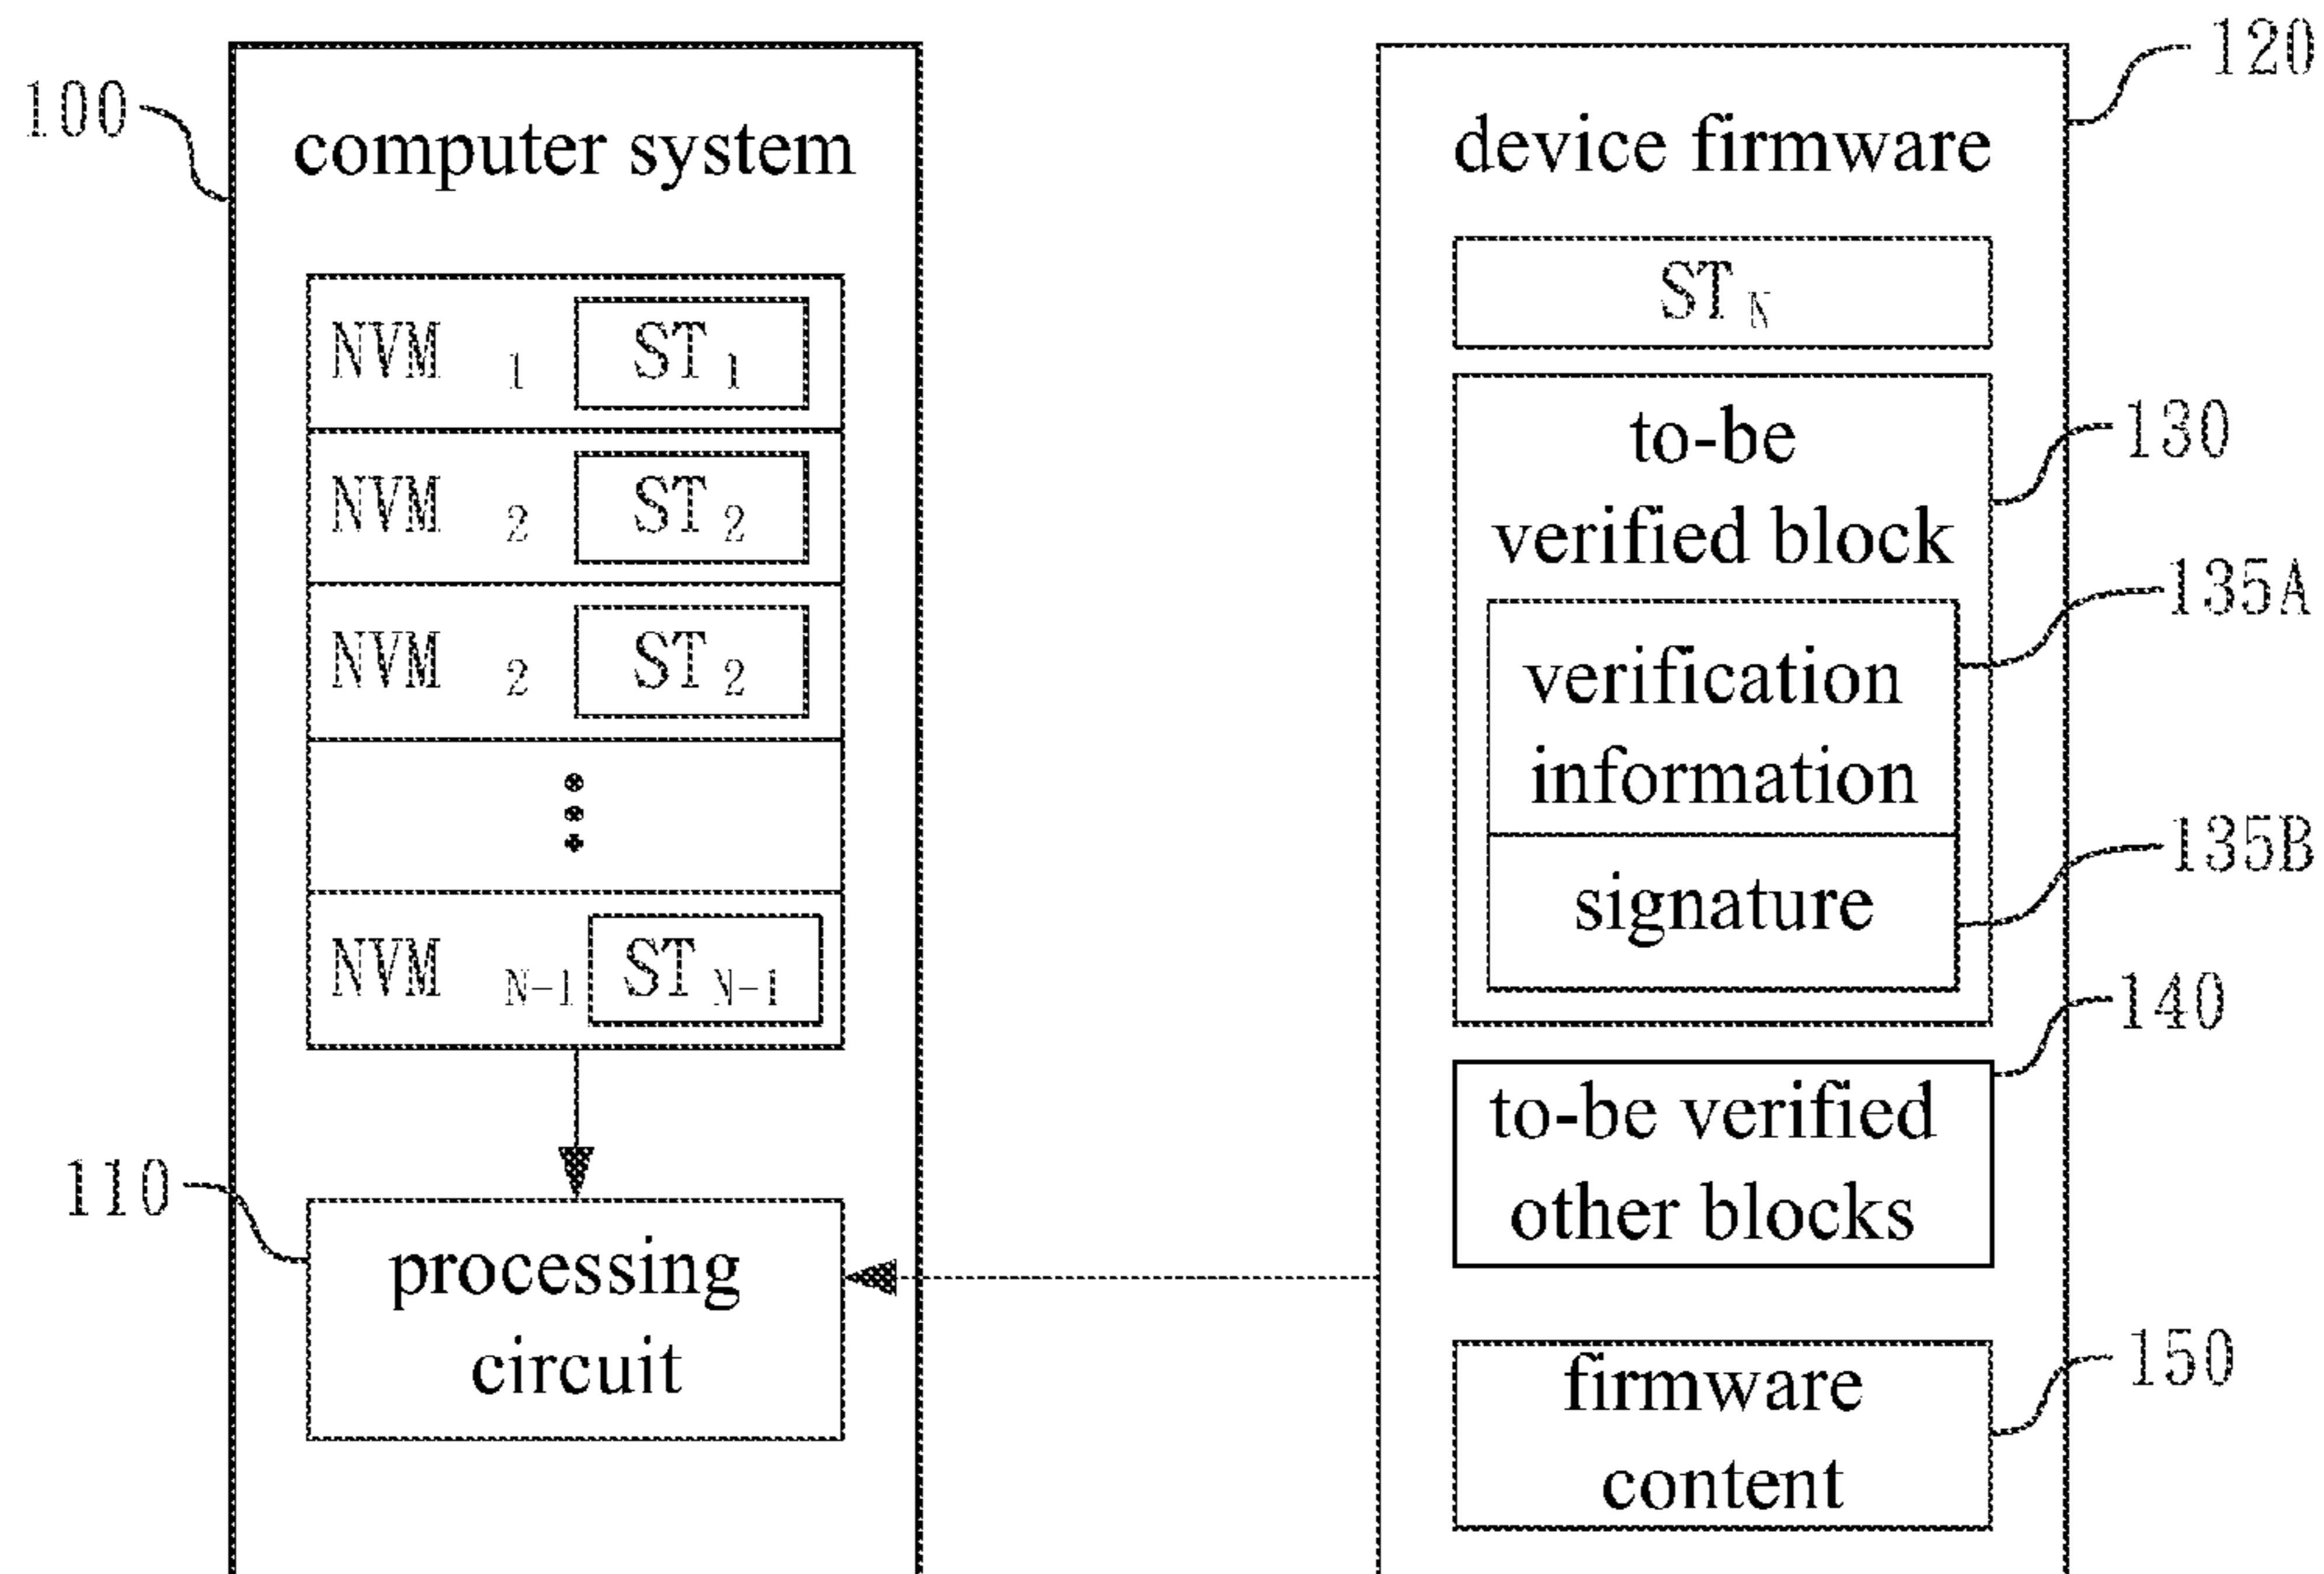 100
computer system
NVM 1 ST 1
NVM 2 ST 2
NVM 2 ST 2
NVM N-1 ST N-1
110
processing
circuit
120
device firmware
ST N
to-be
verified block
130
135A
verification
information
135B
signature
140
to-be verified
other blocks
150
firmware
content